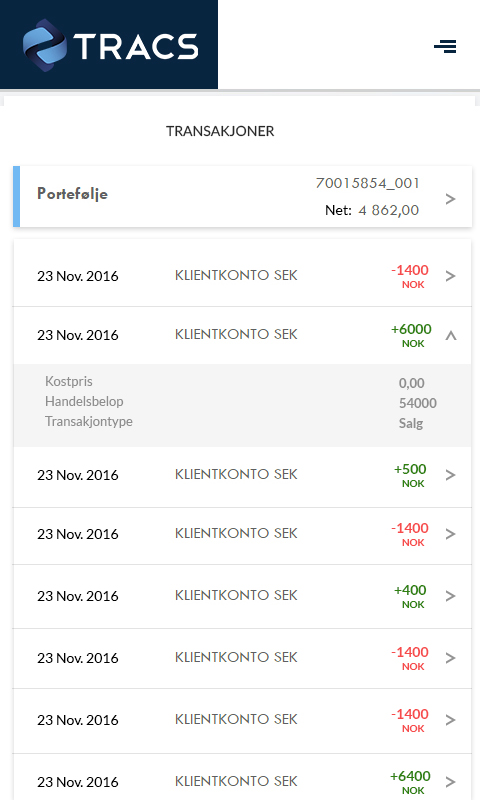 TRACS
TRANSAKJONER
Portefølje
70015854_001
Net: 4 862,00
23 Nov. 2016 KLIENTKONTO SEK -1400
NOK
23 Nov. 2016 KLIENTKONTO SEK +6000
NOK
Kostpris 0,00
Handelsbelop 54000
Transakjontype Salg
23 Nov. 2016 KLIENTKONTO SEK +500
NOK
23 Nov. 2016 KLIENTKONTO SEK -1400
NOK
23 Nov. 2016 KLIENTKONTO SEK +400
NOK
23 Nov. 2016 KLIENTKONTO SEK -1400
NOK
23 Nov. 2016 KLIENTKONTO SEK -1400
NOK
23 Nov. 2016 KLIENTKONTO SEK +6400
NOK